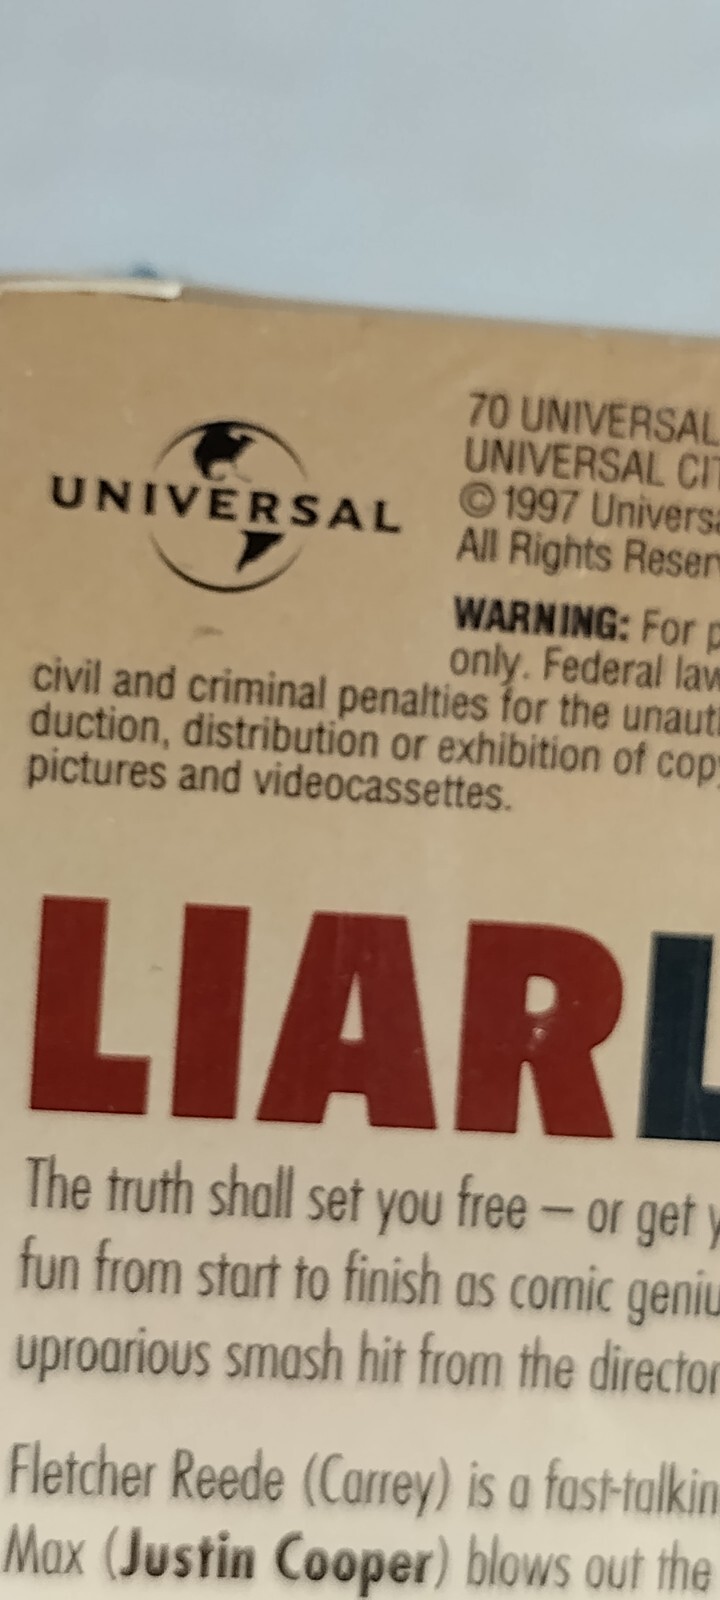 UNIVERSAL
70 UNIVERSAL
UNIVERSAL
© 1997
All Rights
WARNING: For
only. Federal law
civil and criminal penalties for the
duction, distribution or exhibition of
pictures and videocassettes.
LIAR
The truth shall set you free – or get
fun from start to finish as comic
uproarious smash hit from the director
Fletcher Reede (Carrey) is a
Max (Justin Cooper) blows out the